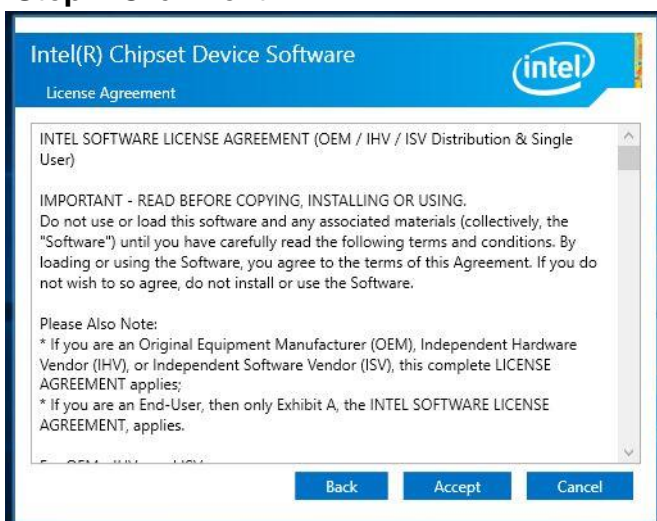 Intel(R) Chipset Device Software
intel
License Agreement
INTEL SOFTWARE LICENSE AGREEMENT (OEM / IHV / ISV Distribution & Single
User)
IMPORTANT - READ BEFORE COPYING, INSTALLING OR USING.
Do not use or load this software and any associated materials (collectively, the
"Software") until you have carefully read the following terms and conditions. By
loading or using the Software, you agree to the terms of this Agreement. If you do
not wish to so agree, do not install or use the Software.
Please Also Note:
* If you are an Original Equipment Manufacturer (OEM), Independent Hardware
Vendor (IHV), or Independent Software Vendor (ISV), this complete LICENSE
AGREEMENT applies;
* If you are an End-User, then only Exhibit A, the INTEL SOFTWARE LICENSE
AGREEMENT, applies.
Back Accept Cancel